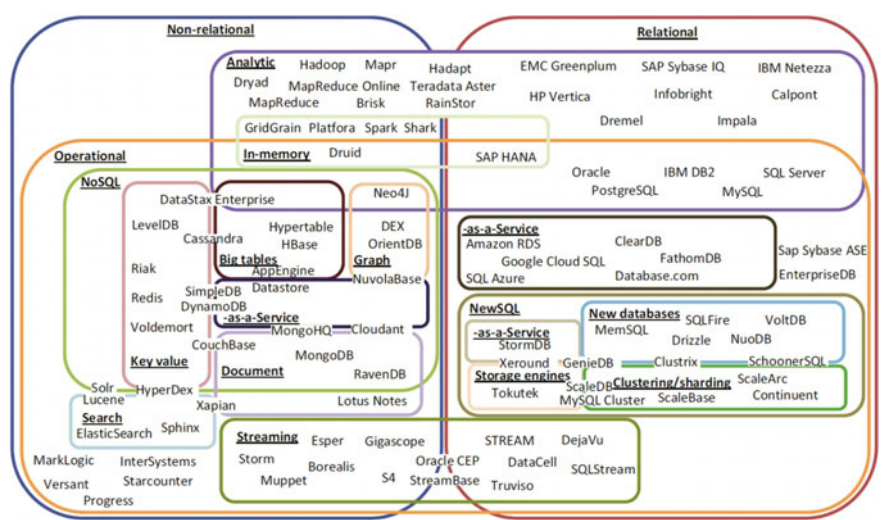 Non-relational
Relational
Analytic Hadoop Mapr Hadapt EMC Greenplum SAP Sybase IQ IBM Netezza
Dryad MapReduce Online Teradata Aster HP Vertica Infobright Calpont
MapReduce Brisk RainStor
Dremel Impala
GridGrain Platfora Spark Shark
Operational
In-memory Druid SAP HANA
Oracle IBM DB2 SQL Server
PostgreSQL MySQL
NoSQL
DataStax Enterprise
Neo4J
LevelDB
Cassandra
Hypertable
HBase
DEX
OrientDB
Big tables
Graph
AppEngine
Datastore
NuvolaBase
Riak
Redis
SimpleDB
DynamoDB
-as-a-Service
Voldemort
MongoHQ Cloudant
CouchBase
MongoDB
Key value
Document
RavenDB
Lotus Notes
-as-a-Service
Amazon RDS ClearDB
Google Cloud SQL FathomDB
SQL Azure Database.com
Sap Sybase ASE
EnterpriseDB
NewSQL
-as-a-Service
StormDB
Xeround GenieDB
New databases SQLFire VoltDB
MemSQL
Drizzle NuoDB
Clustrix SchoonerSQL
Storage engines
Tokutek
ScaleDB
MySQL Cluster
Clustering/sharding ScaleArc
ScaleBase Continuent
Solr
Lucene
HyperDex
Xapian
Search
ElasticSearch Sphinx
MarkLogic InterSystems
Versant Starcounter
Progress
Streaming Esper Gigascope STREAM DejaVu
Storm Borealis Oracle CEP DataCell SQLStream
Muppet S4 StreamBase Truviso